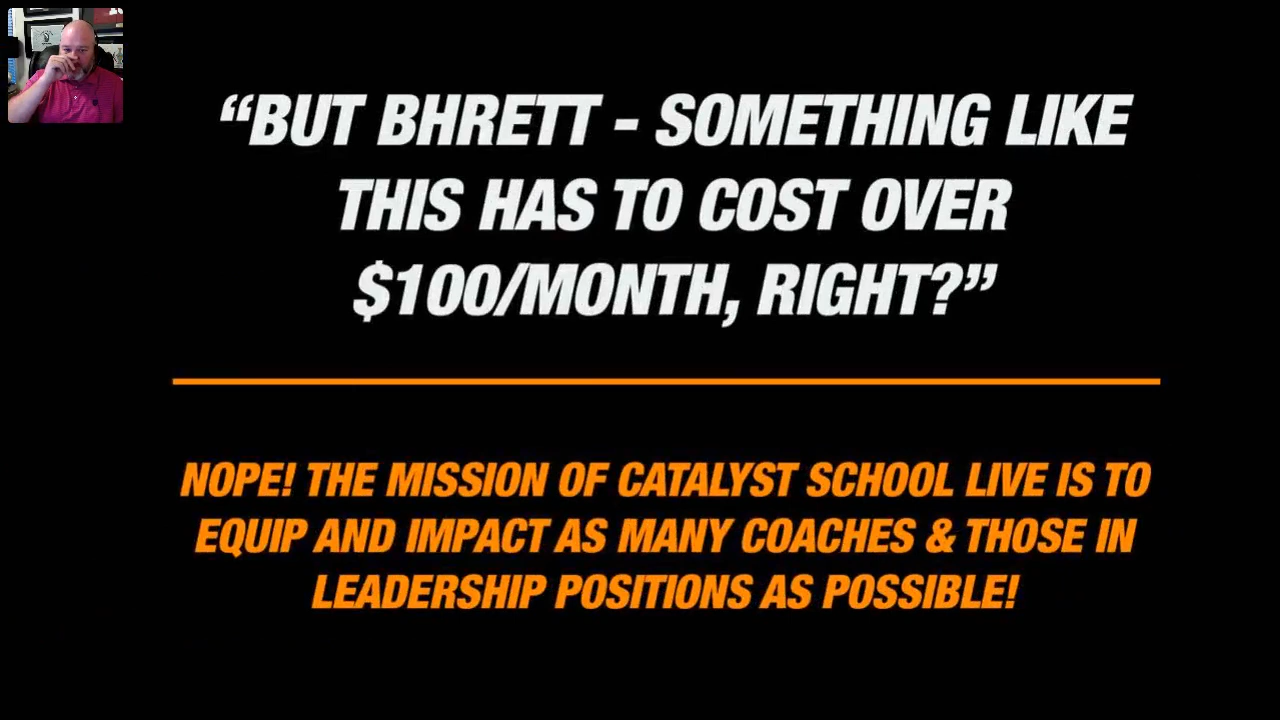 “BUT BHRETT - SOMETHING LIKE
THIS HAS TO COST OVER
$100/MONTH, RIGHT?”
NOPE! THE MISSION OF CATALYST SCHOOL LIVE IS TO
EQUIP AND IMPACT AS MANY COACHES & THOSE IN
LEADERSHIP POSITIONS AS POSSIBLE!